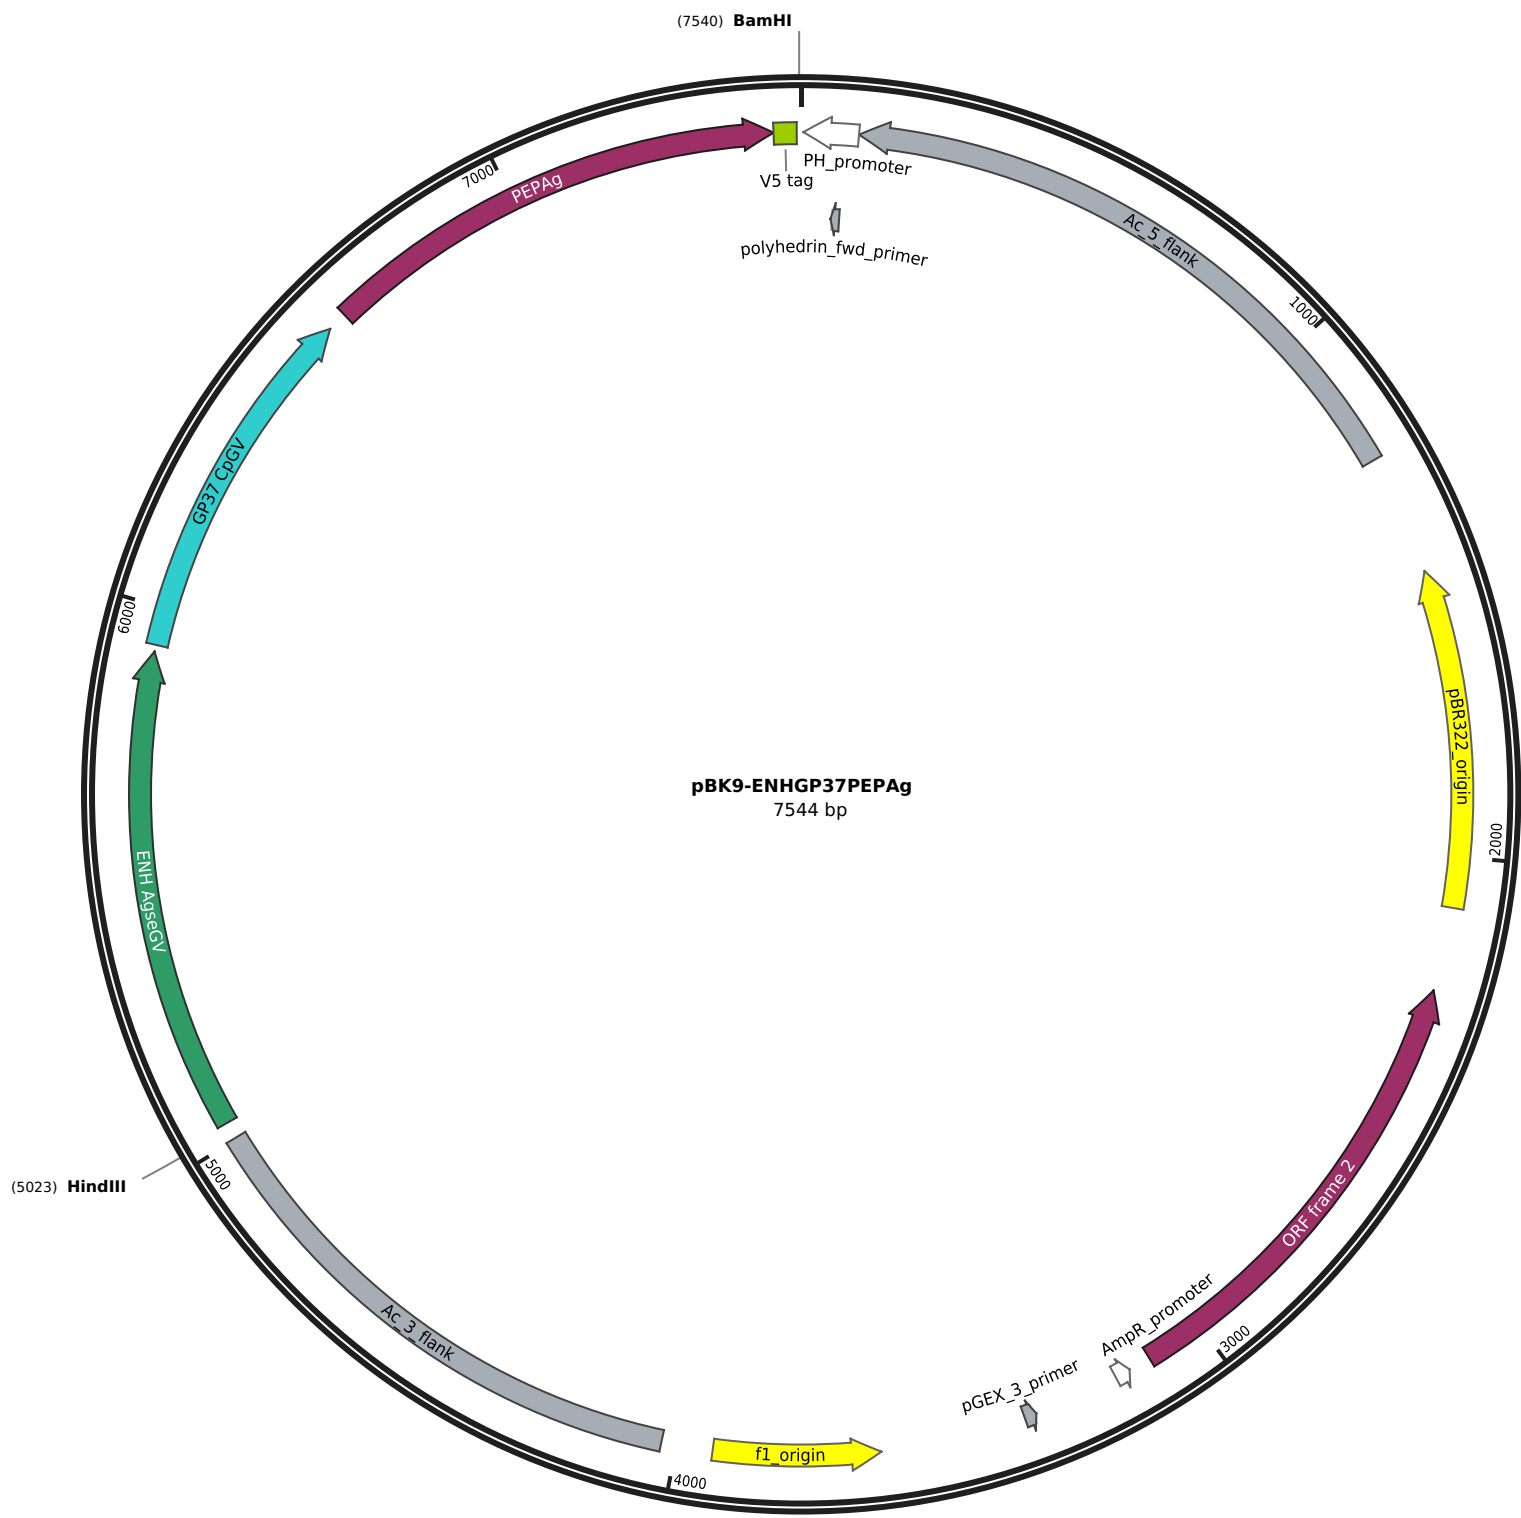 (7540) BamHI
PH_promoter
V5 tag
polyhedrin_fwd_primer
Ac_5_flank
PEPAg
7000
1000
GP37 CpGV
6000
pBR322_origin
pBK9-ENHGP37PEPAg
7544 bp
2000
ENH AgseGV
5000
(5023) HindIII
ORF frame 2
AmpR_promoter
3000
Ac_3_flank
pGEX_3_primer
f1_origin
4000